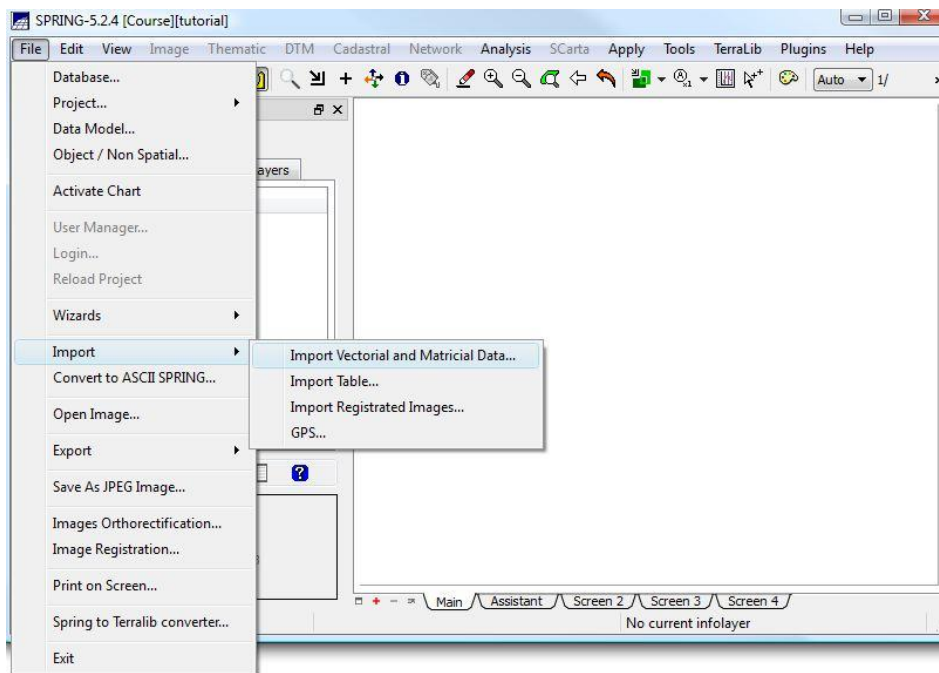 SPRING-5.2.4 [Course][tutorial]
File Edit View Image Thematic DTM Cadastral Network Analysis SCarta Apply Tools TerraLib Plugins Help
Auto 1/
Database...
Project...
Data Model...
Object / Non Spatial...
ayers
Activate Chart
User Manager...
Login...
Reload Project
Wizards
Import
Import Vectorial and Matricial Data...
Convert to ASCII SPRING...
Import Table...
Import Registrated Images...
Open Image...
GPS...
Export
Save As JPEG Image...
Images Orthorectification...
Image Registration...
Print on Screen...
Main Assistant Screen 2 Screen 3 Screen 4
Spring to Terralib converter...
No current infolayer
Exit